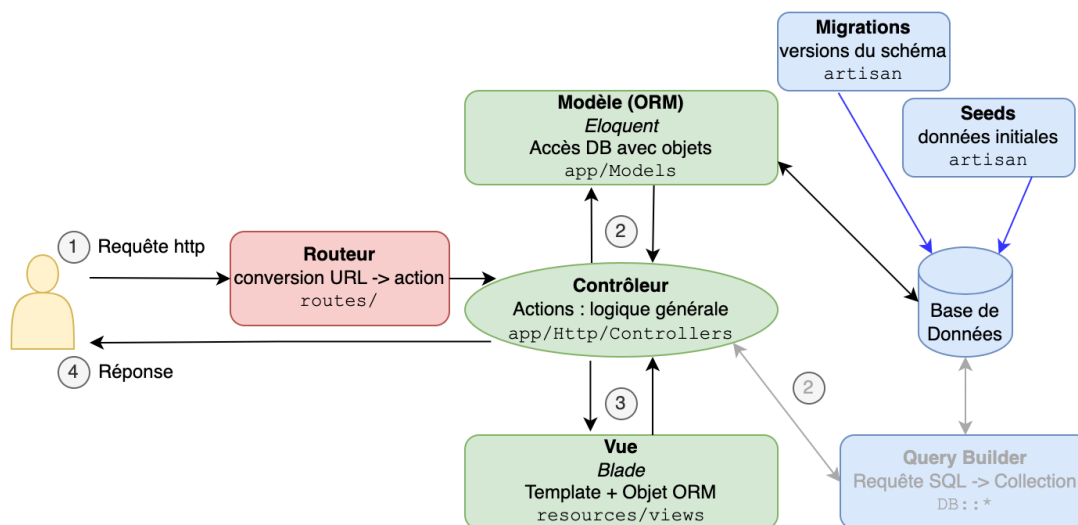 Migrations
versions du schéma
artisan
Modèle (ORM)
Eloquent
Accès DB avec objets
app/Models
Seeds
données initiales
artisan
1 Requête http
Routeur
conversion URL -> action
routes/
2
Contrôleur
Actions : logique générale
app/Http/Controllers
Base de
Données
4 Réponse
3
2
Vue
Blade
Template + Objet ORM
resources/views
Query Builder
Requête SQL -> Collection
DB::*